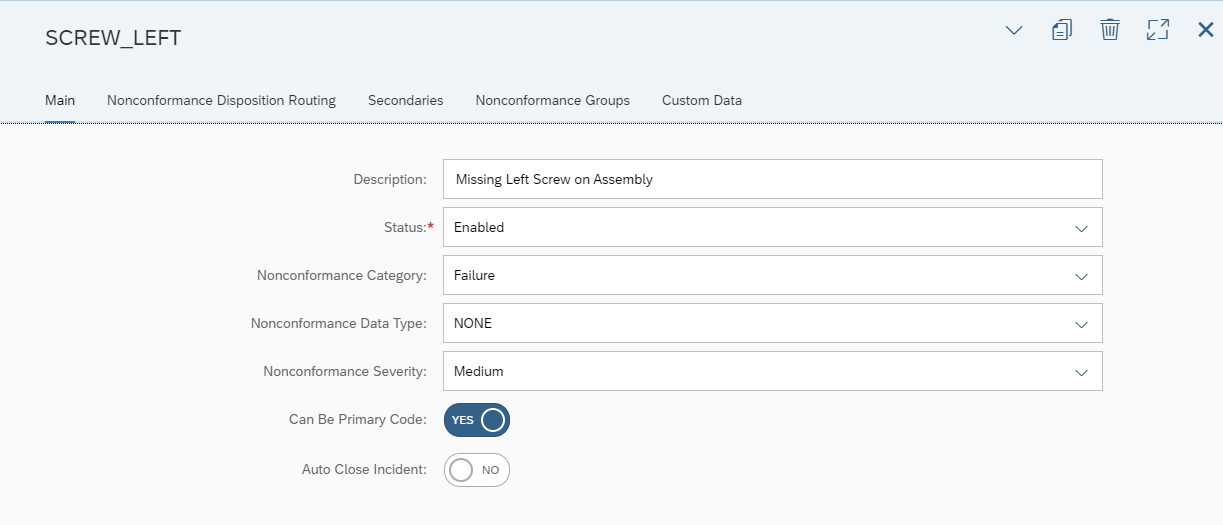 SCREW_LEFT
Main Nonconformance Disposition Routing Secondaries Nonconformance Groups Custom Data
Description: Missing Left Screw on Assembly
Status:* Enabled
Nonconformance Category: Failure
Nonconformance Data Type: NONE
Nonconformance Severity: Medium
Can Be Primary Code: YES
Auto Close Incident: NO